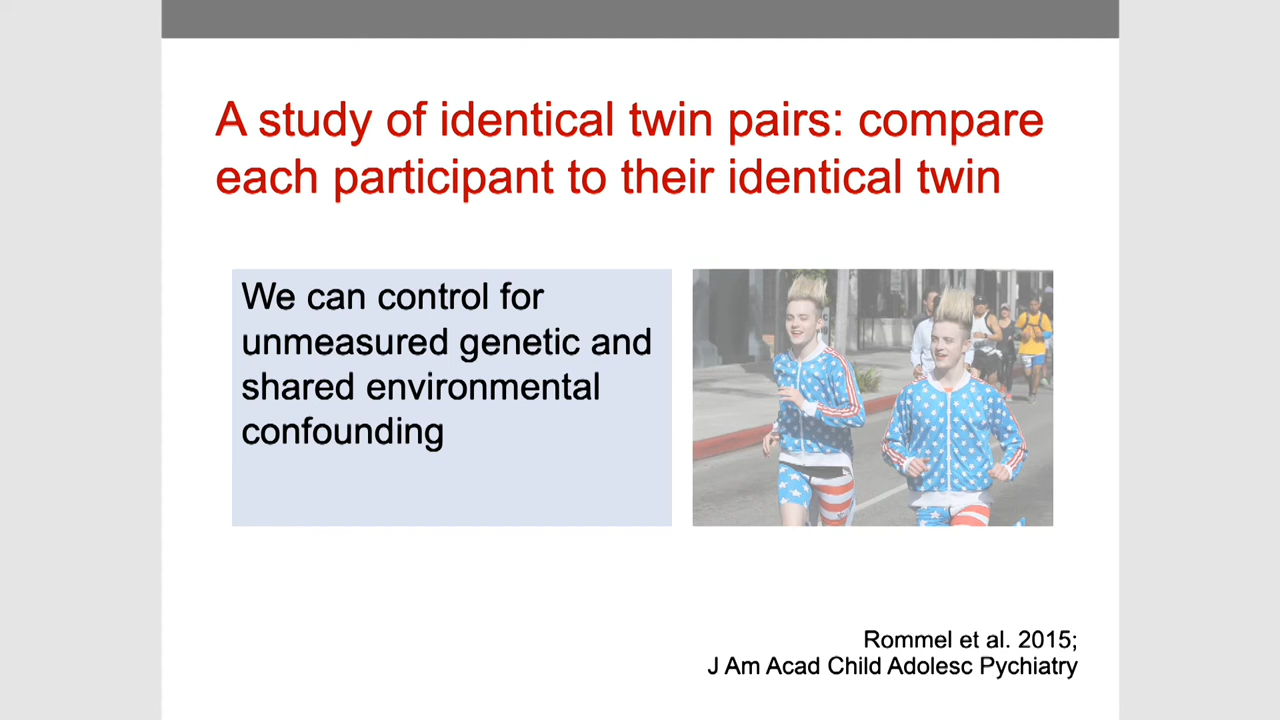 A study of identical twin pairs: compare
each participant to their identical twin
We can control for
unmeasured genetic and
shared environmental
confounding
Rommel et al. 2015;
J Am Acad Child Adolesc Pychiatry